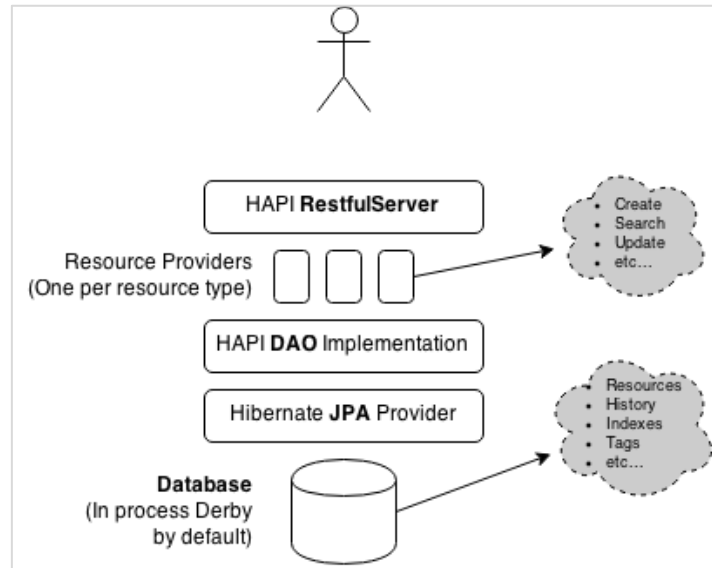 HAPI RestfulServer
Resource Providers
(One per resource type)
• Create
• Search
• Update
• etc...
HAPI DAO Implementation
Hibernate JPA Provider
• Resources
• History
• Indexes
• Tags
• etc...
Database
(In process Derby
by default)